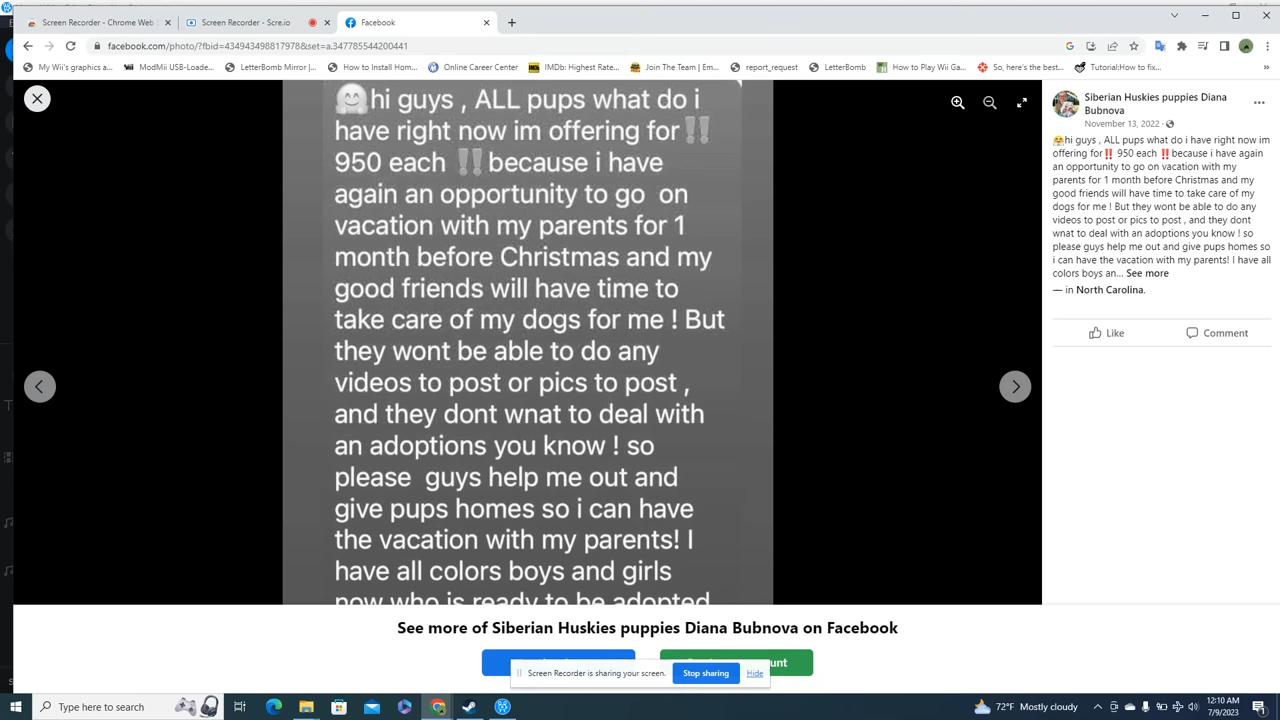 Screen Recorder - Chrome Web S
Screen Recorder - Scre.io
Facebook
facebook.com/photo/?fbid=434943498817978&set=a.347785544200441
My Wii's graphics a...
ModMii USB-Loade...
LetterBomb Mirror |...
How to Install Hom...
Online Career Center
IMDb: Highest Rate...
Join The Team | Em...
report_request
LetterBomb
How to Play Wii Ga...
So, here's the best...
Tutorial:How to fix...
»
🤗hi guys , ALL pups what do i
have right now im offering for‼️
950 each ‼️because i have
again an opportunity to go on
vacation with my parents for 1
month before Christmas and my
good friends will have time to
take care of my dogs for me ! But
they wont be able to do any
videos to post or pics to post ,
and they dont wnat to deal with
an adoptions you know ! so
please guys help me out and
give pups homes so i can have
the vacation with my parents! I
have all colors boys and girls
now who is ready to be adopted
Siberian Huskies puppies Diana
Bubnova
November 13, 2022 ·
🤗hi guys , ALL pups what do i have right now im
offering for‼️ 950 each ‼️because i have again
an opportunity to go on vacation with my
parents for 1 month before Christmas and my
good friends will have time to take care of my
dogs for me ! But they wont be able to do any
videos to post or pics to post , and they dont
wnat to deal with an adoptions you know ! so
please guys help me out and give pups homes so
i can have the vacation with my parents! I have all
colors boys an... See more
— in North Carolina.
Like
Comment
See more of Siberian Huskies puppies Diana Bubnova on Facebook
Screen Recorder is sharing your screen.
Stop sharing
Hide
Type here to search
72°F Mostly cloudy
12:10 AM
7/9/2023
1